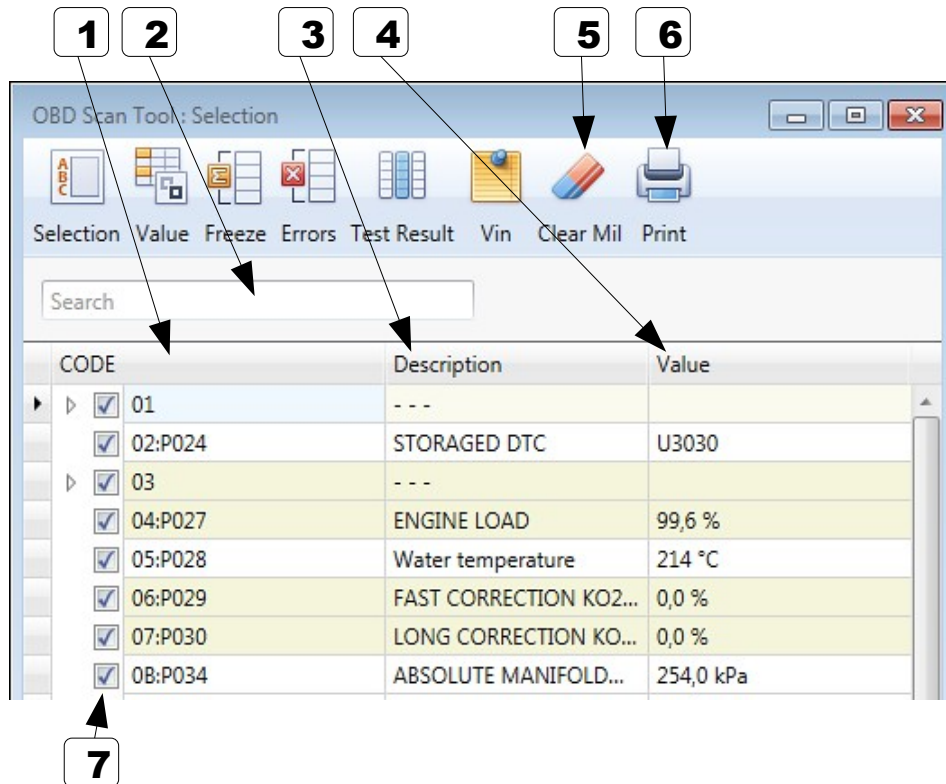 1 2 3 4 5 6
OBD Scan Tool : Selection
A
B
C
Selection Value Freeze Errors Test Result Vin Clear Mil Print
Search
CODE Description Value
01 - - -
02:P024 STORAGED DTC U3030
03 - - -
04:P027 ENGINE LOAD 99,6 %
05:P028 Water temperature 214 °C
06:P029 FAST CORRECTION KO2... 0,0 %
07:P030 LONG CORRECTION KO... 0,0 %
0B:P034 ABSOLUTE MANIFOLD... 254,0 kPa
7